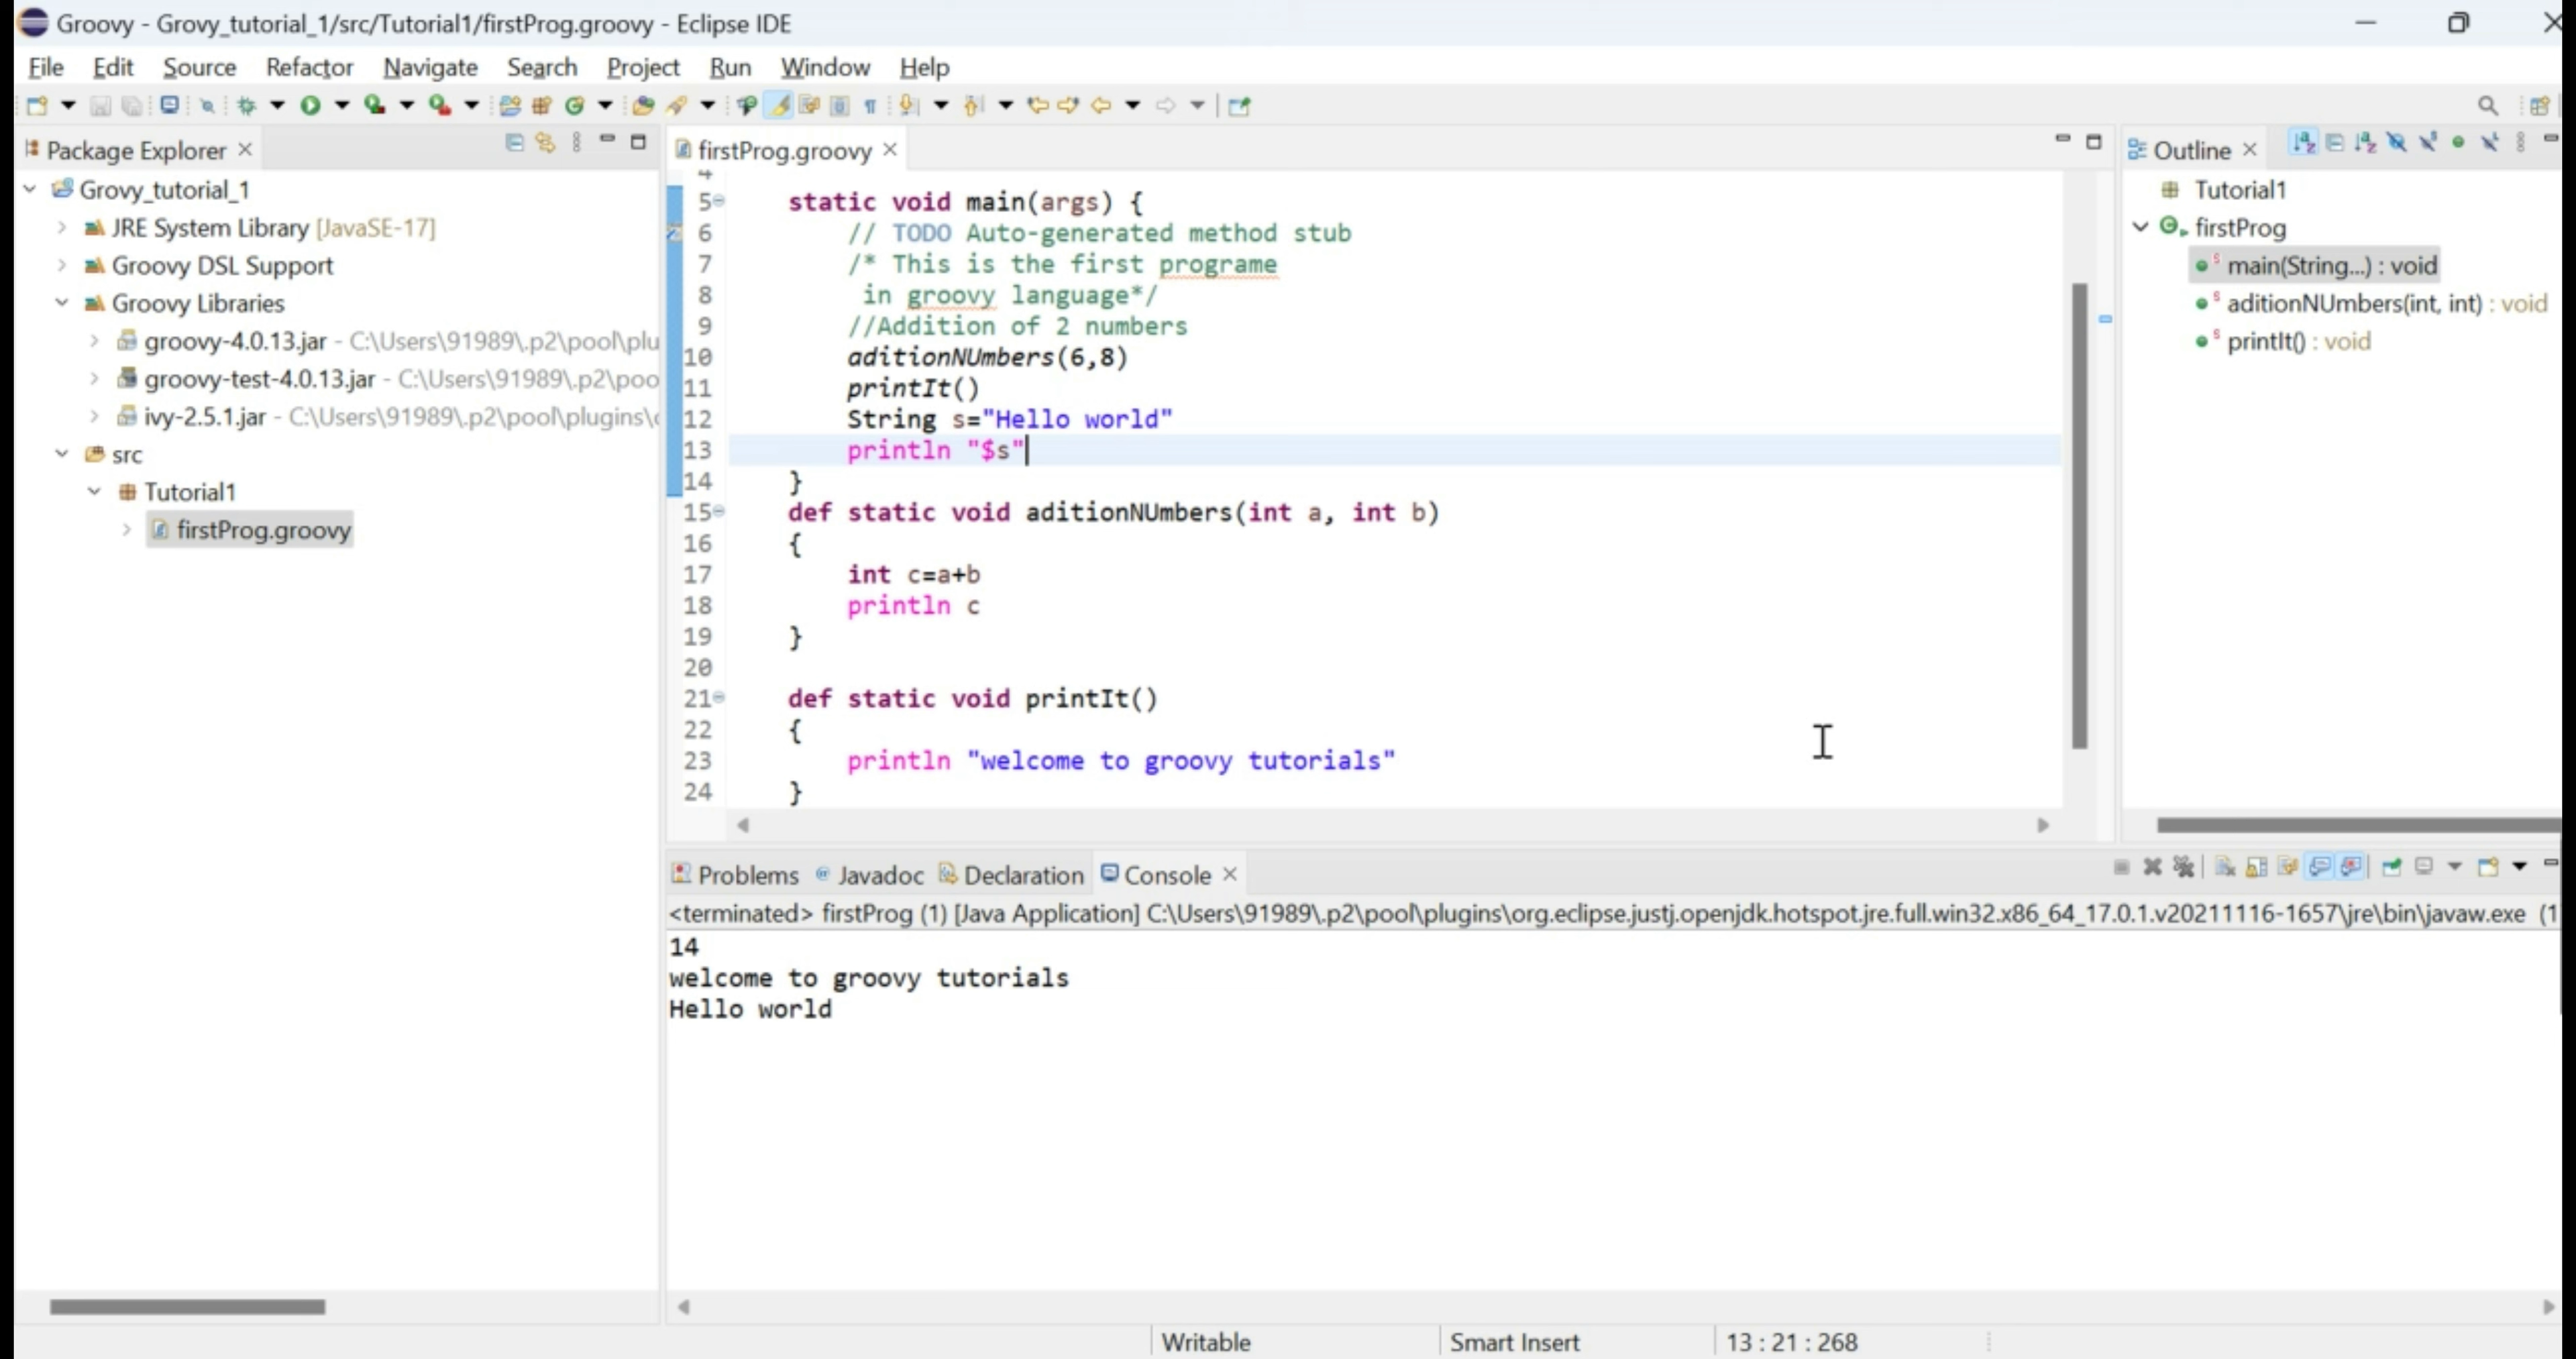 Groovy - Grovy_tutorial_1/src/Tutorial1/firstProg.groovy - Eclipse IDE
File Edit Source Refactor Navigate Search Project Run Window Help
Package Explorer
Grovy_tutorial_1
JRE System Library [JavaSE-17]
Groovy DSL Support
Groovy Libraries
groovy-4.0.13.jar - C:\Users\91989\.p2\pool\plu
groovy-test-4.0.13.jar - C:\Users\91989\.p2\poo
ivy-2.5.1.jar - C:\Users\91989\.p2\pool\plugins\
src
Tutorial1
firstProg.groovy
firstProg.groovy
4
5 static void main(args) {
6 // TODO Auto-generated method stub
7 /* This is the first programe
8 in groovy language*/
9 //Addition of 2 numbers
10 aditionNUmbers(6,8)
11 printIt()
12 String s="Hello world"
13 println "$s"
14 }
15 def static void aditionNUmbers(int a, int b)
16 {
17 int c=a+b
18 println c
19 }
20
21 def static void printIt()
22 {
23 println "welcome to groovy tutorials"
24 }
Outline
Tutorial1
firstProg
main(String...) : void
aditionNUmbers(int, int) : void
printIt() : void
Problems Javadoc Declaration Console
<terminated> firstProg (1) [Java Application] C:\Users\91989\.p2\pool\plugins\org.eclipse.justj.openjdk.hotspot.jre.full.win32.x86_64_17.0.1.v20211116-1657\jre\bin\javaw.exe (1
14
welcome to groovy tutorials
Hello world
Writable Smart Insert 13 : 21 : 268